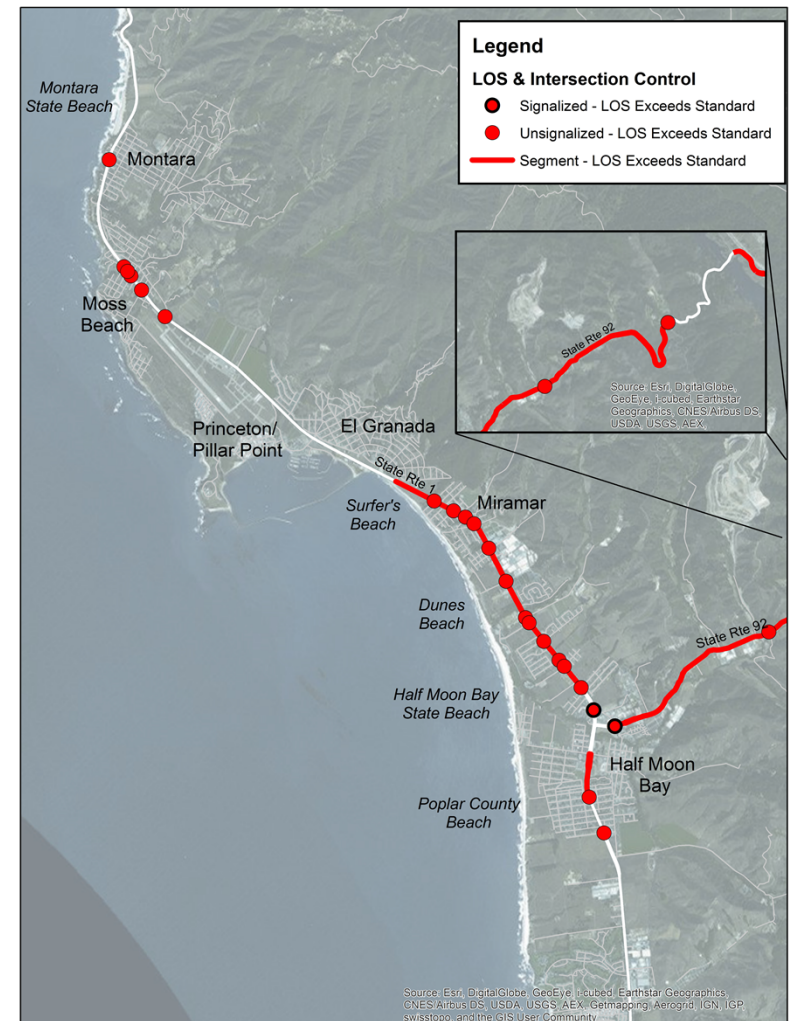 Legend
LOS & Intersection Control
Signalized - LOS Exceeds Standard
Unsignalized - LOS Exceeds Standard
Segment - LOS Exceeds Standard
Montara
State Beach
Montara
Moss
Beach
State Rte 92
Source: Esri, DigitalGlobe,
GeoEye, i-cubed, Earthstar
Geographics, CNES/Airbus DS,
USDA, USGS, AEX,
Princeton/
Pillar Point
El Granada
State Rte 1
Surfer's
Beach
Miramar
Dunes
Beach
State Rte 92
Half Moon Bay
State Beach
Half Moon
Bay
Poplar County
Beach
Source: Esri, DigitalGlobe, GeoEye, i-cubed, Earthstar Geographics,
CNES/Airbus DS, USDA, USGS, AEX, Getmapping, Aerogrid, IGN, IGP,
swisstopo, and the GIS User Community